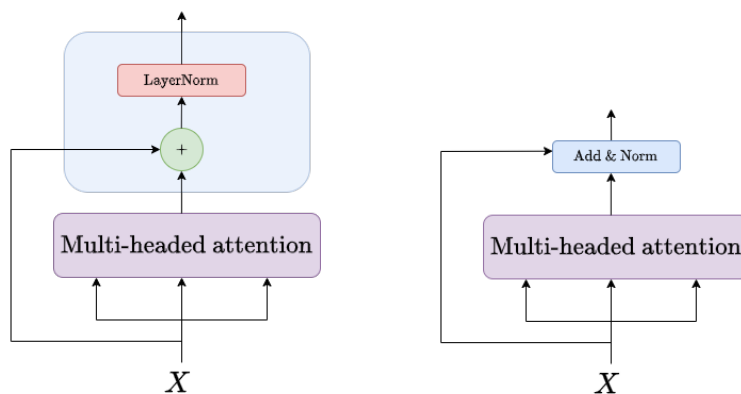 LayerNorm
+
Multi-headed attention
X
Add & Norm
Multi-headed attention
X